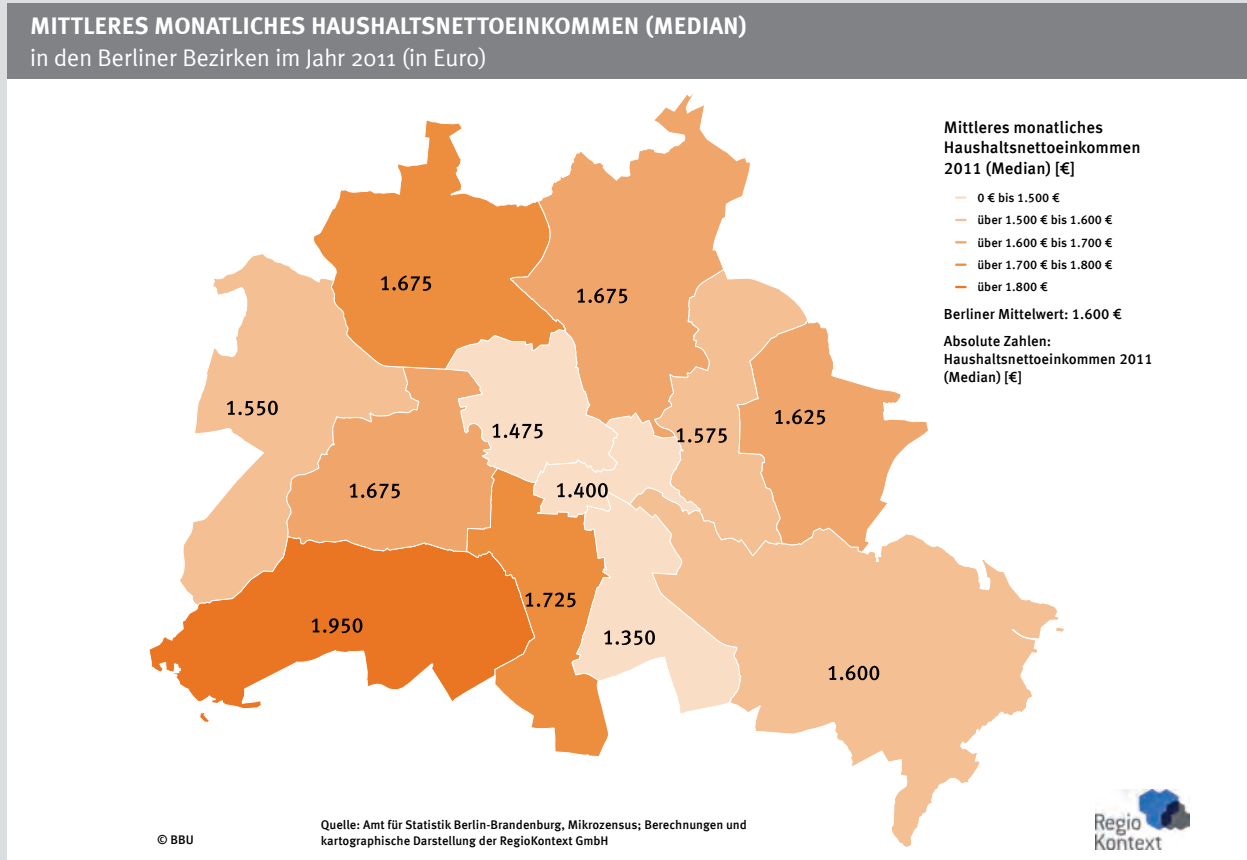 MITTLERES MONATLICHES HAUSHALTSNETTOEINKOMMEN (MEDIAN)
in den Berliner Bezirken im Jahr 2011 (in Euro)
Mittleres monatliches
Haushaltsnettoeinkommen
2011 (Median) [€]
0 € bis 1.500 €
über 1.500 € bis 1.600 €
über 1.600 € bis 1.700 €
über 1.700 € bis 1.800 €
über 1.800 €
Berliner Mittelwert: 1.600 €
Absolute Zahlen:
Haushaltsnettoeinkommen 2011
(Median) [€]
1.675
1.675
1.550
1.475
1.575
1.625
1.675
1.400
1.725
1.950
1.350
1.600
© BBU
Quelle: Amt für Statistik Berlin-Brandenburg, Mikrozensus; Berechnungen und
kartographische Darstellung der RegioKontext GmbH
Regio
Kontext